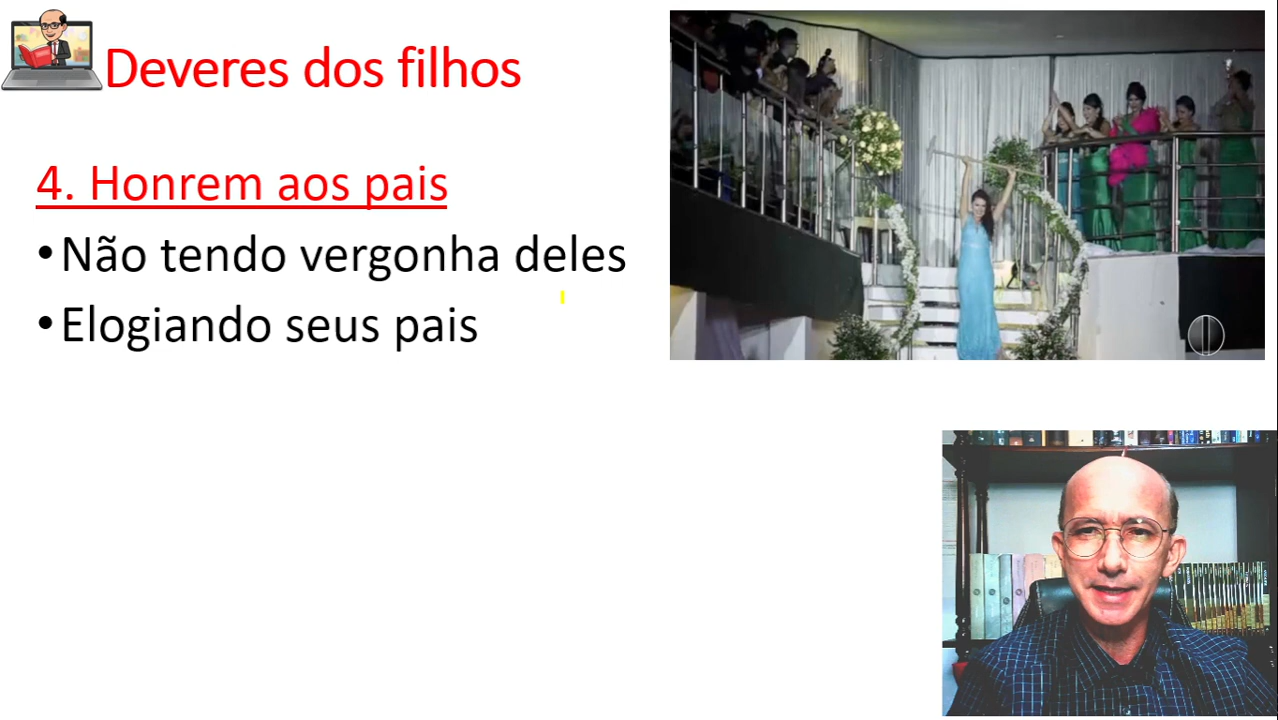 Deveres dos filhos
4. Honrem aos pais
•Não tendo vergonha deles
•Elogiando seus pais